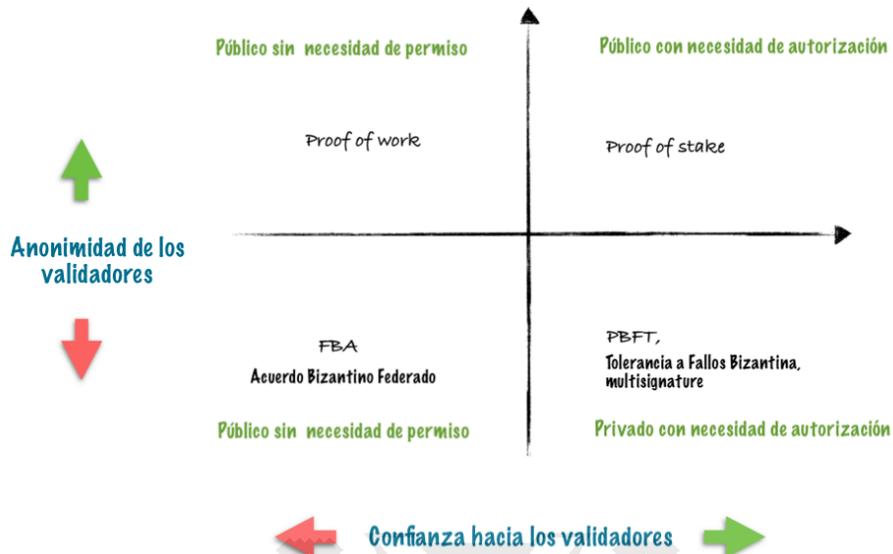 Público sin necesidad de permiso
Público con necesidad de autorización
Proof of work
Proof of stake
Anonimidad de los
validadores
FBA
Acuerdo Bizantino Federado
PBFT,
Tolerancia a Fallos Bizantina,
multisignature
Público sin necesidad de permiso
Privado con necesidad de autorización
Confianza hacia los validadores